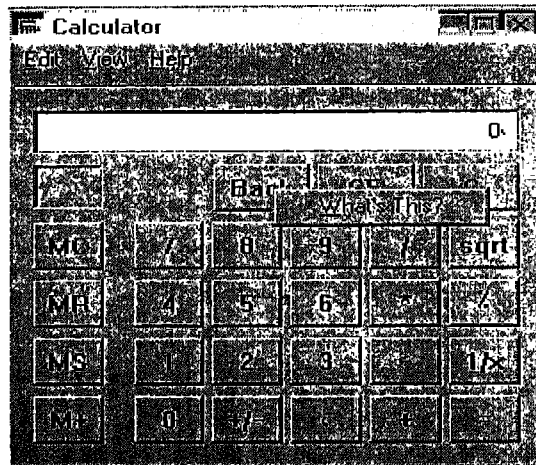 Calculator
Edit View Help
0.
Back
What's This?
MC 7 8 9 / sqrt
MR 4 5 6 *
MS 1 2 3 1/x
M+ 0 +/- +